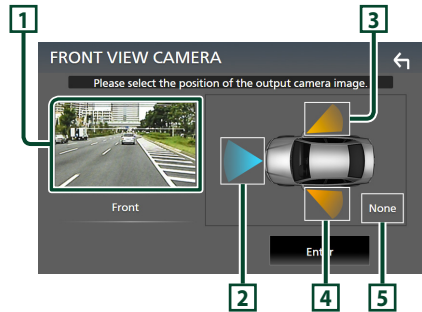 1
3
FRONT VIEW CAMERA
Please select the position of the output camera image.
Front
None
Enter
2
4
5